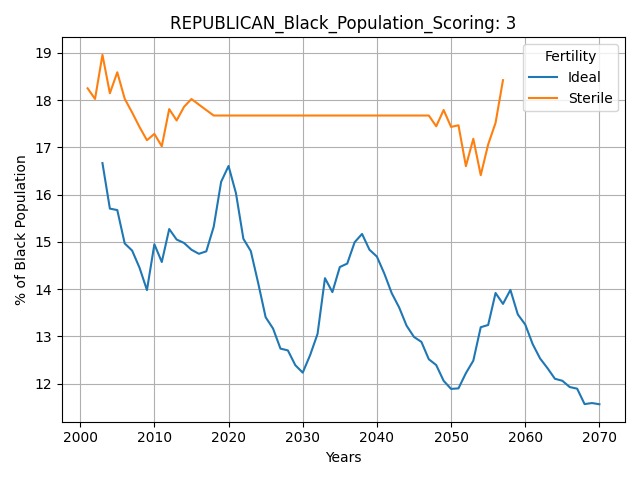 REPUBLICAN_Black_Population_Scoring: 3
Fertility
Ideal
Sterile
% of Black Population
19
18
17
16
15
14
13
12
2000 2010 2020 2030 2040 2050 2060 2070
Years